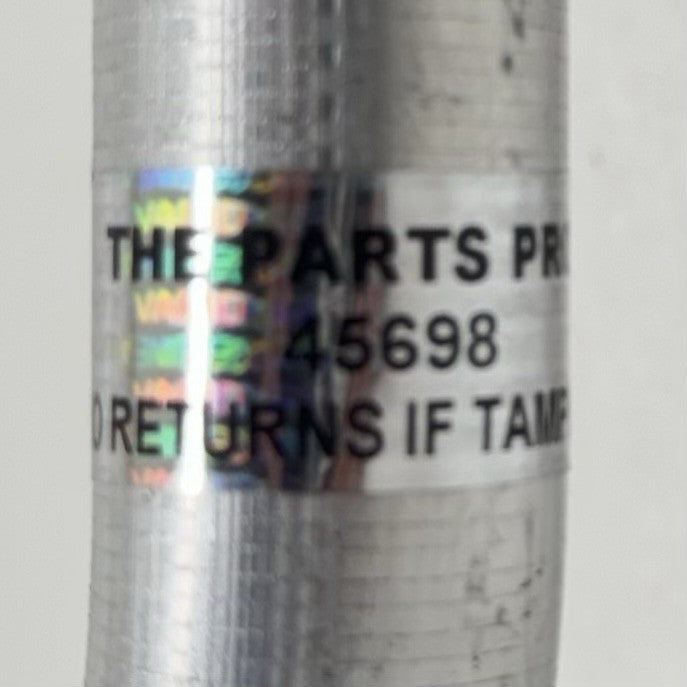 THE PARTS PR
45698
O RETURNS IF TAMP